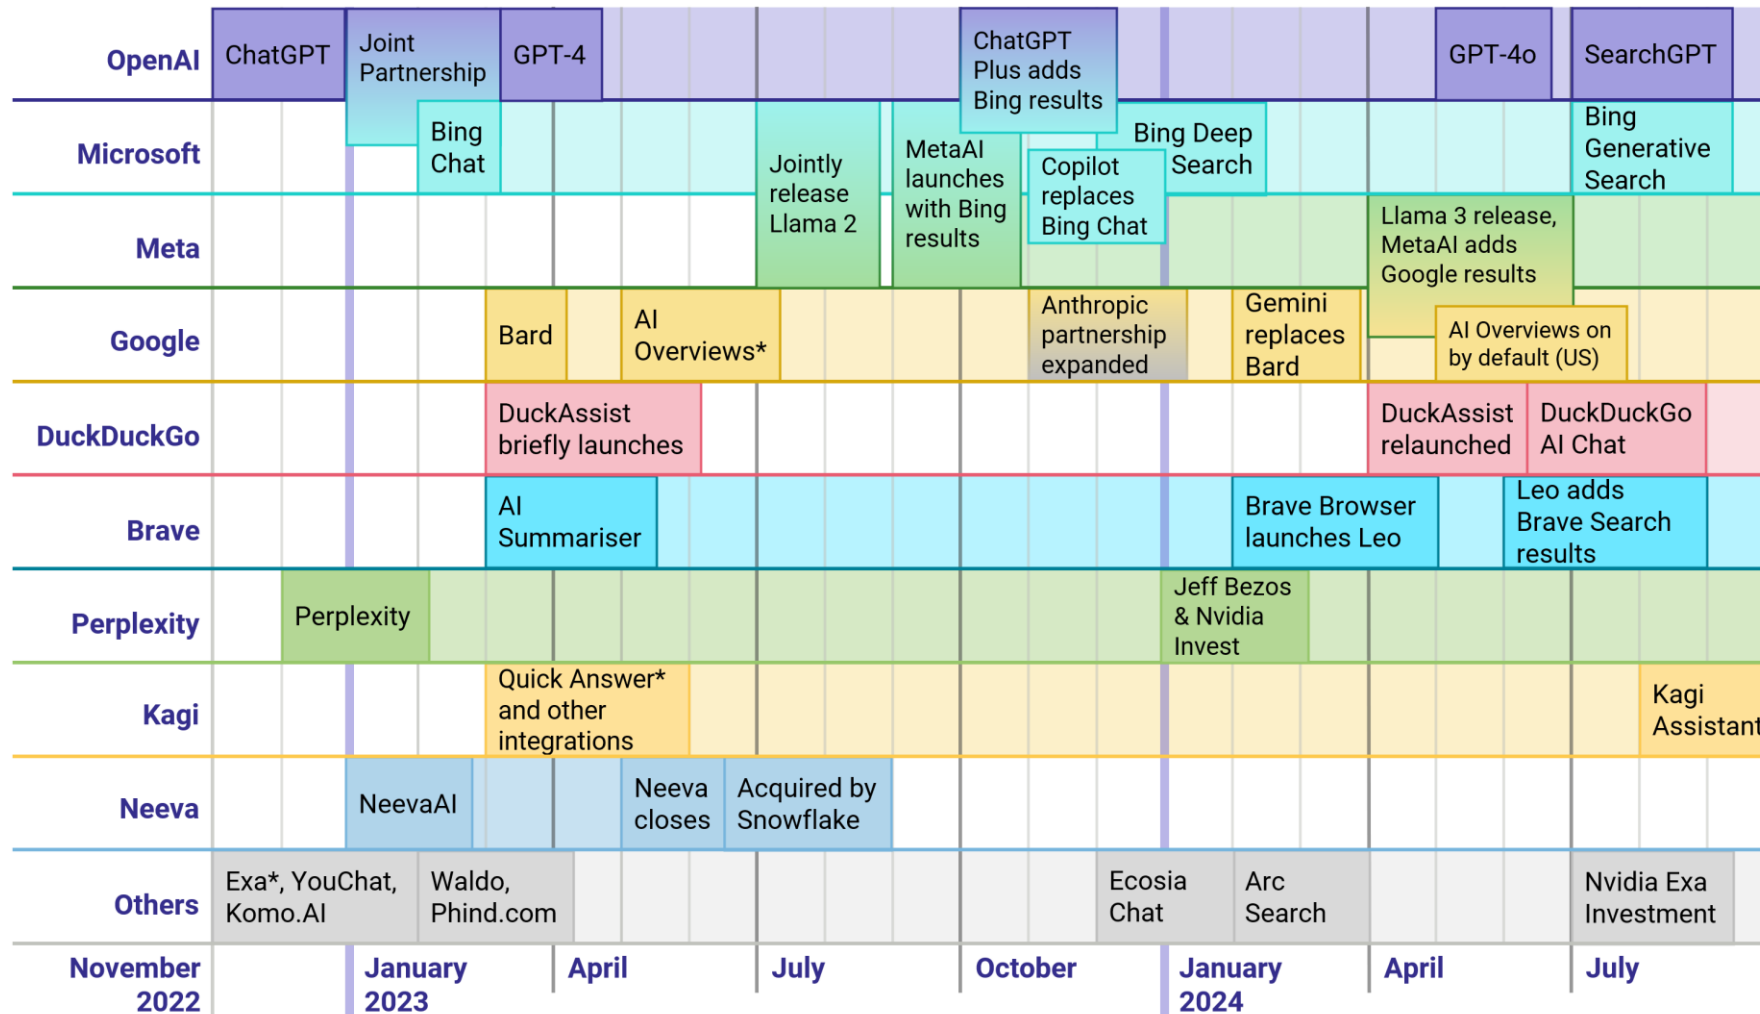 OpenAI
ChatGPT
Joint
Partnership
GPT-4
ChatGPT
Plus adds
Bing results
GPT-4o
SearchGPT
Microsoft
Bing
Chat
Jointly
release
Llama 2
MetaAI
launches
with Bing
results
Bing Deep
Search
Copilot
replaces
Bing Chat
Bing
Generative
Search
Meta
Llama 3 release,
MetaAI adds
Google results
Google
Bard
AI
Overviews*
Anthropic
partnership
expanded
Gemini
replaces
Bard
AI Overviews on
by default (US)
DuckDuckGo
DuckAssist
briefly launches
DuckAssist
relaunched
DuckDuckGo
AI Chat
Brave
AI
Summariser
Brave Browser
launches Leo
Leo adds
Brave Search
results
Perplexity
Perplexity
Jeff Bezos
& Nvidia
Invest
Kagi
Quick Answer*
and other
integrations
Kagi
Assistant
Neeva
NeevaAI
Neeva
closes
Acquired by
Snowflake
Others
Exa*, YouChat,
Komo.AI
Waldo,
Phind.com
Ecosia
Chat
Arc
Search
Nvidia Exa
Investment
November
2022
January
2023
April
July
October
January
2024
April
July